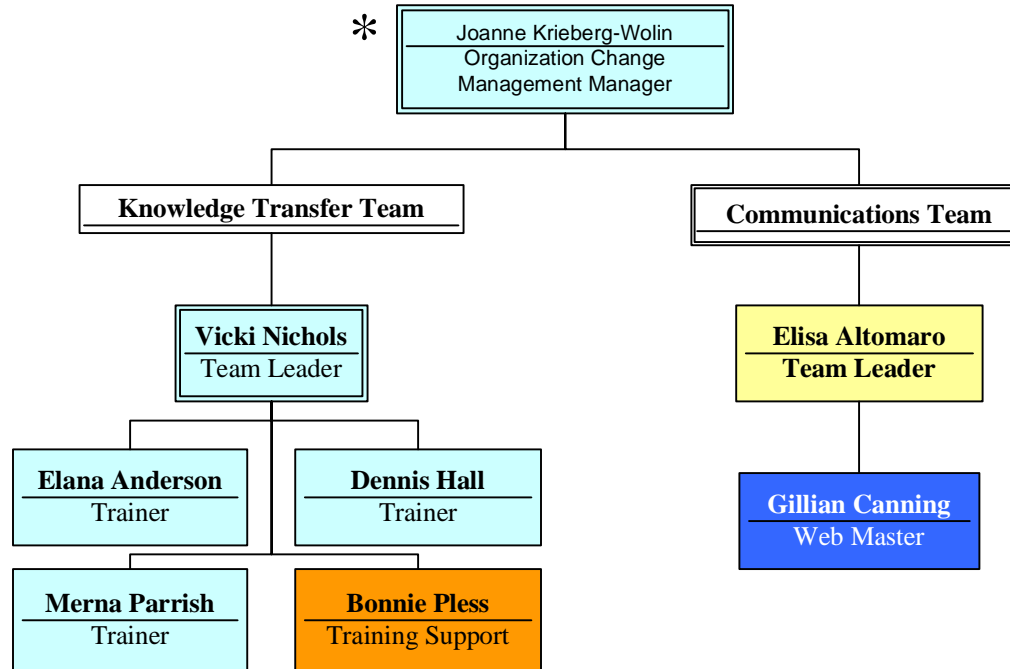 *
Joanne Krieberg-Wolin
Organization Change
Management Manager
Knowledge Transfer Team
Communications Team
Vicki Nichols
Team Leader
Elisa Altomaro
Team Leader
Elana Anderson
Trainer
Dennis Hall
Trainer
Gillian Canning
Web Master
Merna Parrish
Trainer
Bonnie Pless
Training Support